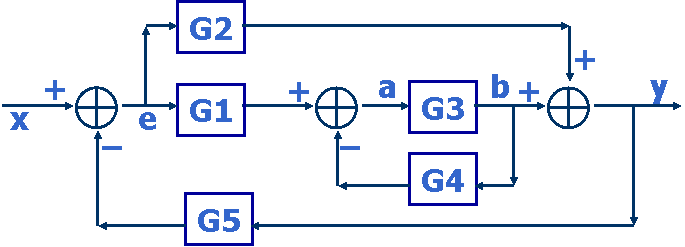 G2
+
+ + a b + y
G1 G3
x e
− −
G4
G5